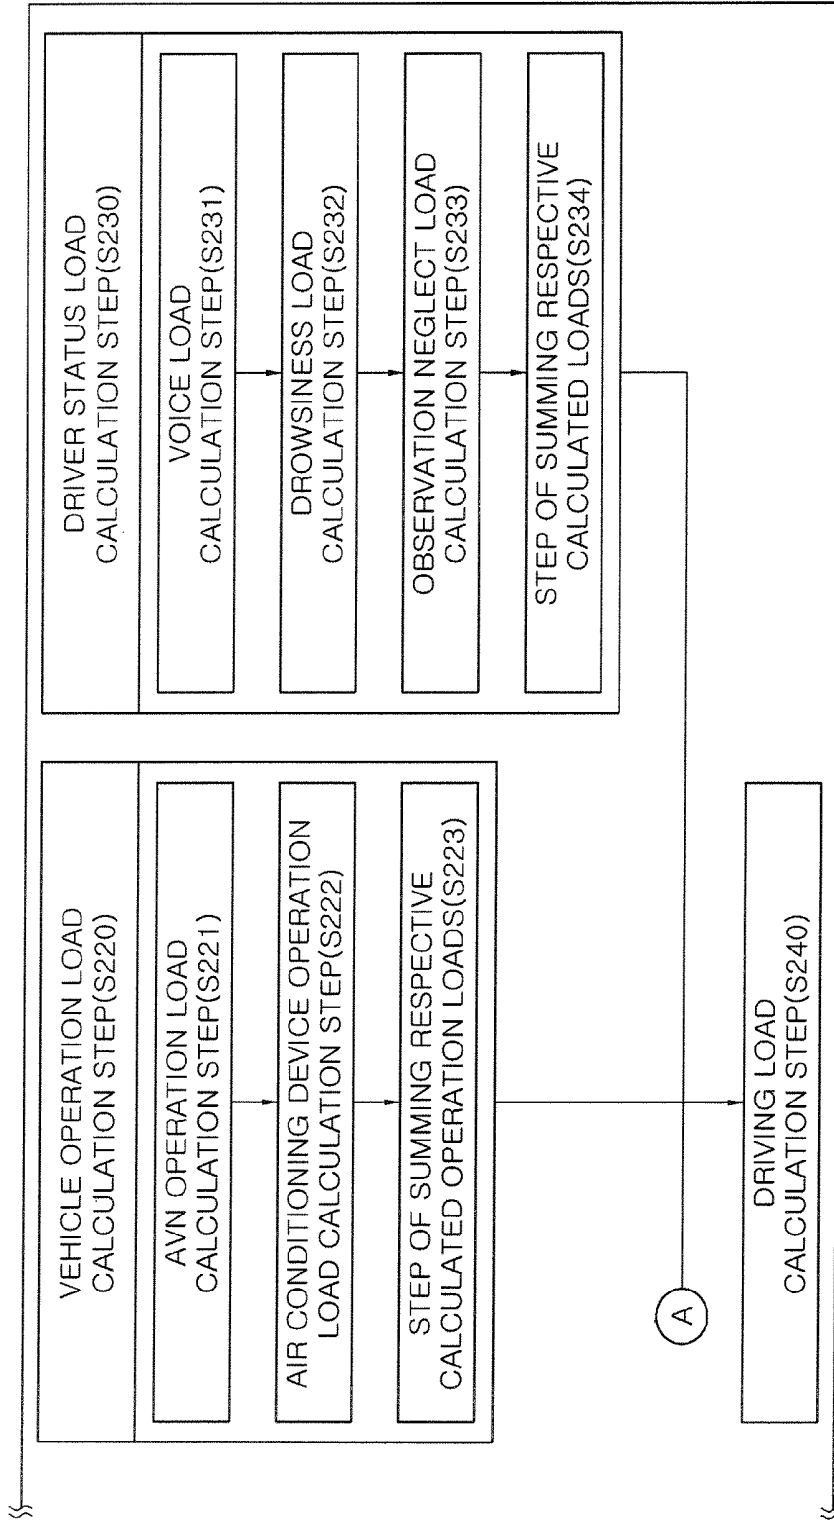 VEHICLE OPERATION LOAD
CALCULATION STEP(S220)
AVN OPERATION LOAD
CALCULATION STEP(S221)
AIR CONDITIONING DEVICE OPERATION
LOAD CALCULATION STEP(S222)
STEP OF SUMMING RESPECTIVE
CALCULATED OPERATION LOADS(S223)
DRIVER STATUS LOAD
CALCULATION STEP(S230)
VOICE LOAD
CALCULATION STEP(S231)
DROWSINESS LOAD
CALCULATION STEP(S232)
OBSERVATION NEGLECT LOAD
CALCULATION STEP(S233)
STEP OF SUMMING RESPECTIVE
CALCULATED LOADS(S234)
A
DRIVING LOAD
CALCULATION STEP(S240)